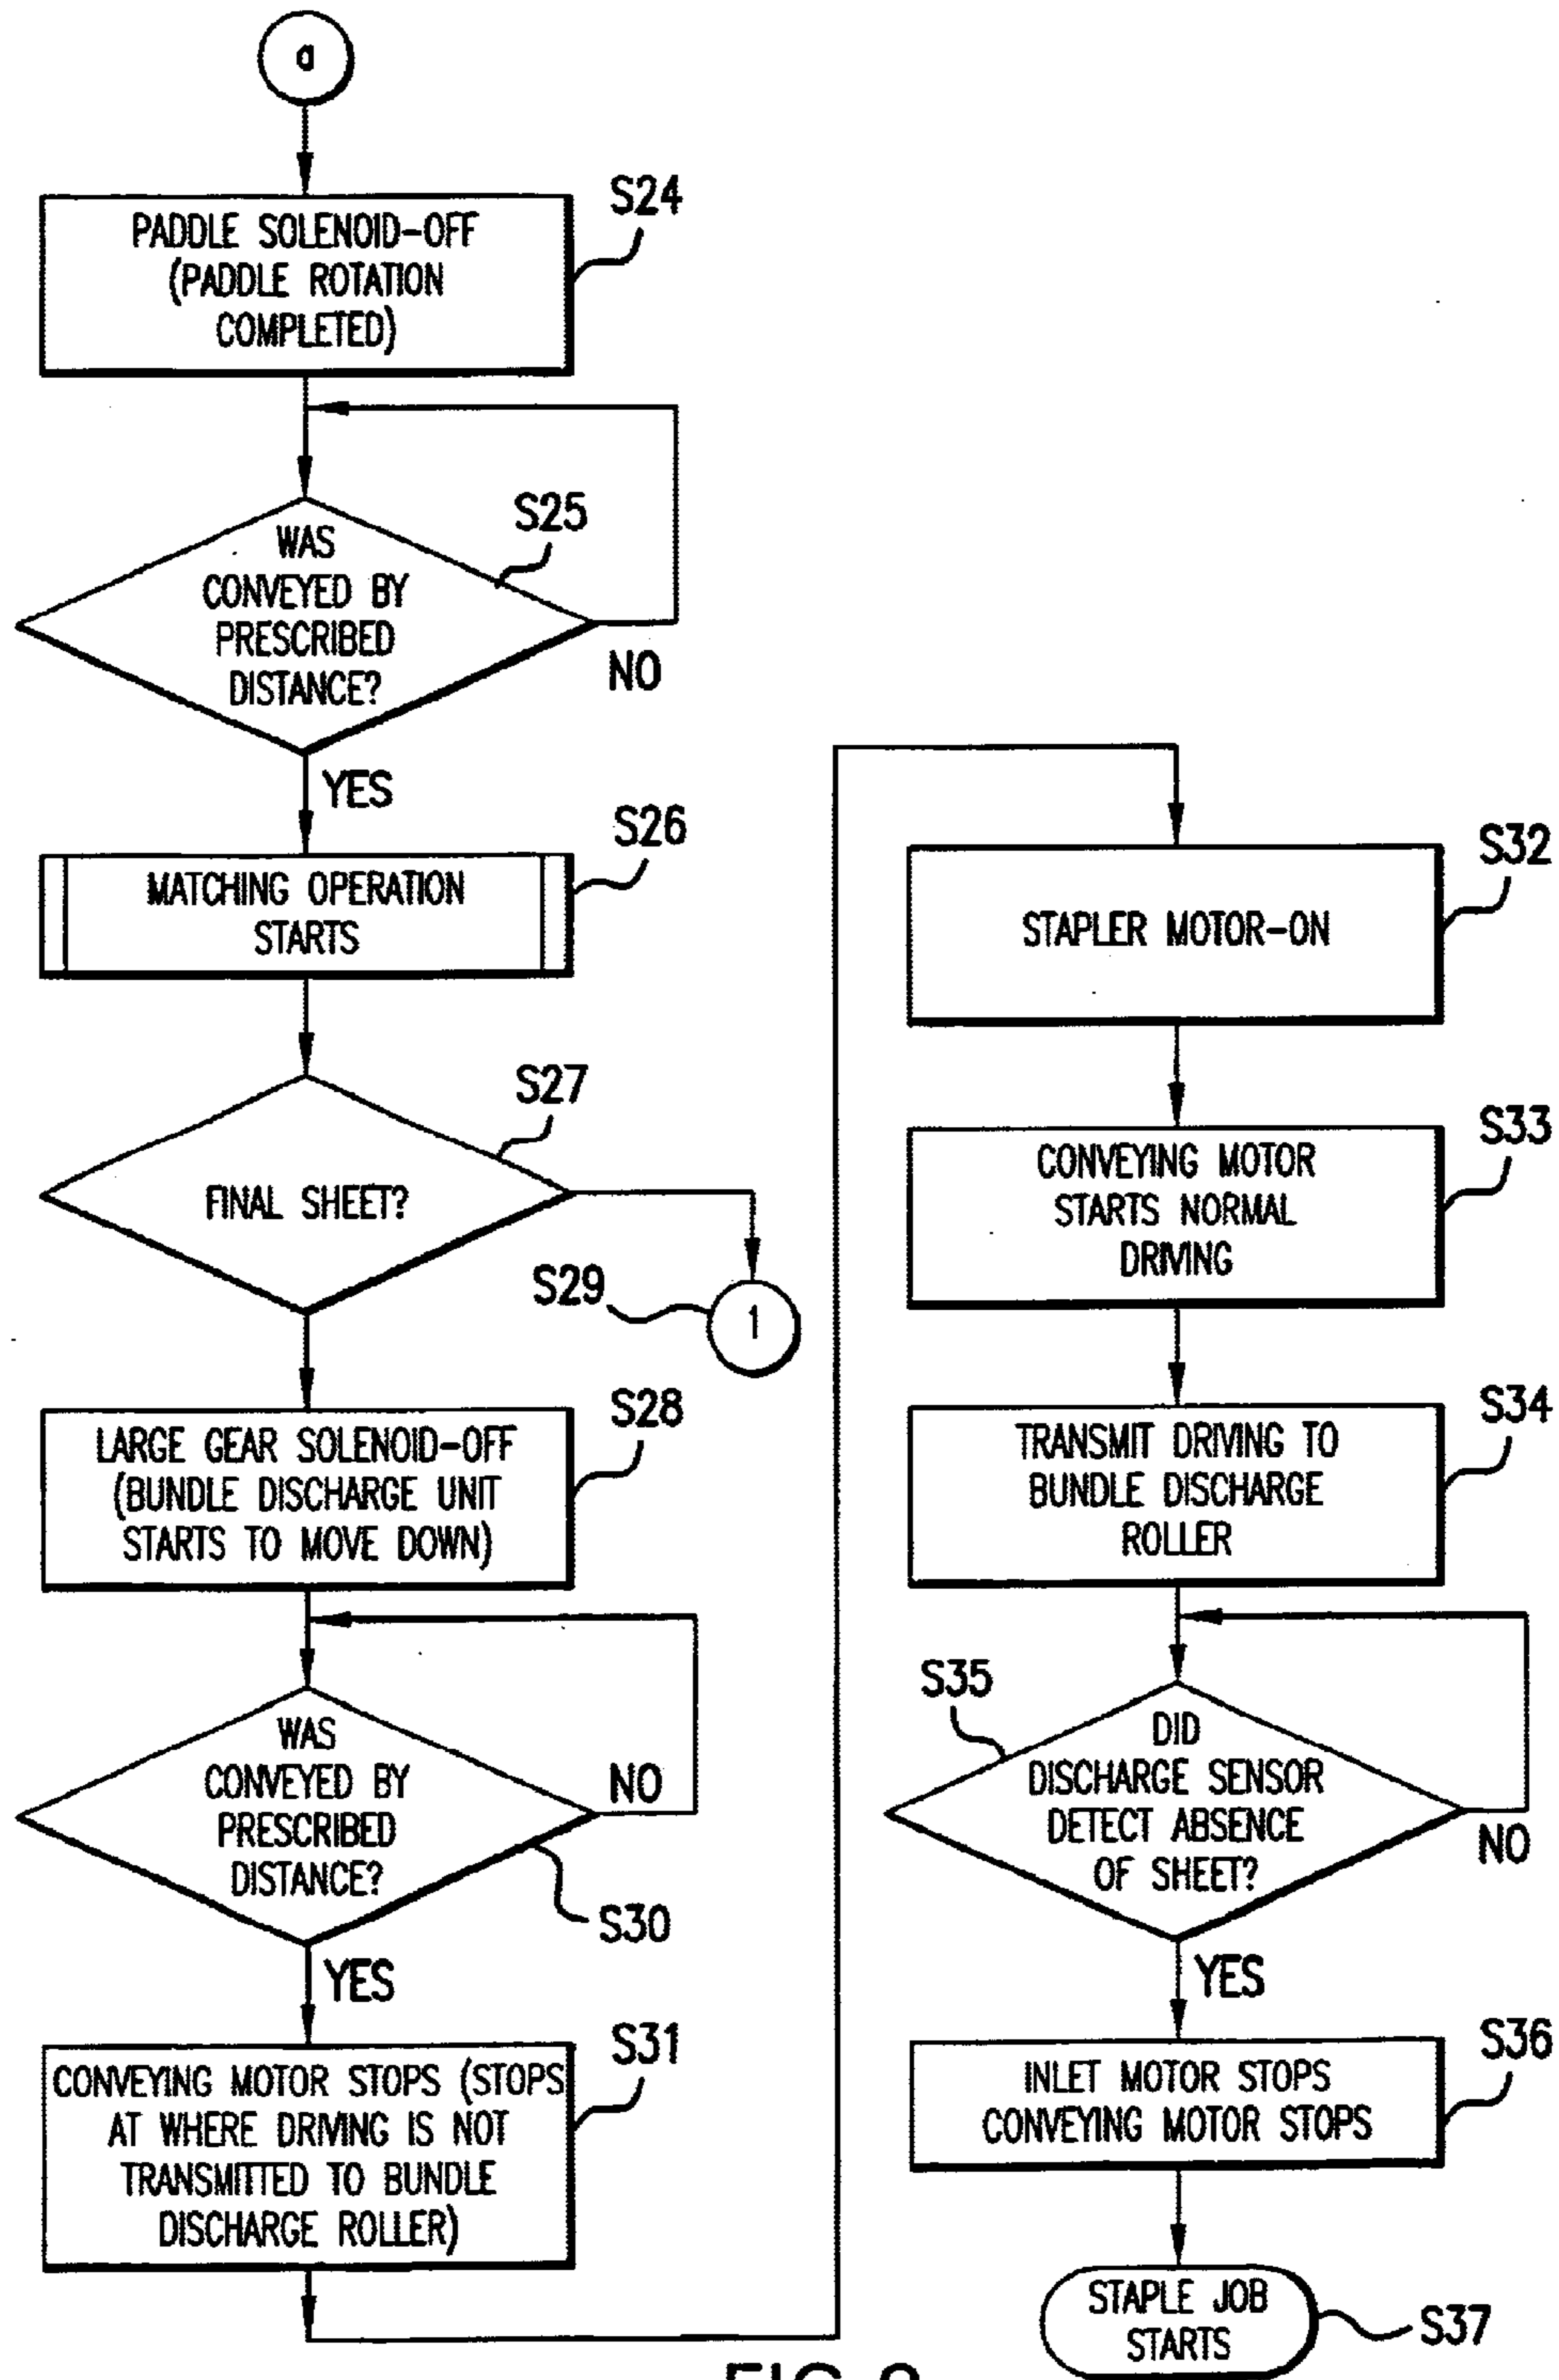 a
S24
PADDLE SOLENOID-OFF
(PADDLE ROTATION
COMPLETED)
S25
WAS
CONVEYED BY
PRESCRIBED
DISTANCE?
NO
YES
S26
MATCHING OPERATION
STARTS
S27
FINAL SHEET?
S29
1
S28
LARGE GEAR SOLENOID-OFF
(BUNDLE DISCHARGE UNIT
STARTS TO MOVE DOWN)
WAS
CONVEYED BY
PRESCRIBED
DISTANCE?
NO
S30
YES
S31
CONVEYING MOTOR STOPS (STOPS
AT WHERE DRIVING IS NOT
TRANSMITTED TO BUNDLE
DISCHARGE ROLLER)
S32
STAPLER MOTOR-ON
S33
CONVEYING MOTOR
STARTS NORMAL
DRIVING
S34
TRANSMIT DRIVING TO
BUNDLE DISCHARGE
ROLLER
S35
DID
DISCHARGE SENSOR
DETECT ABSENCE
OF SHEET?
NO
YES
S36
INLET MOTOR STOPS
CONVEYING MOTOR STOPS
STAPLE JOB
STARTS
S37